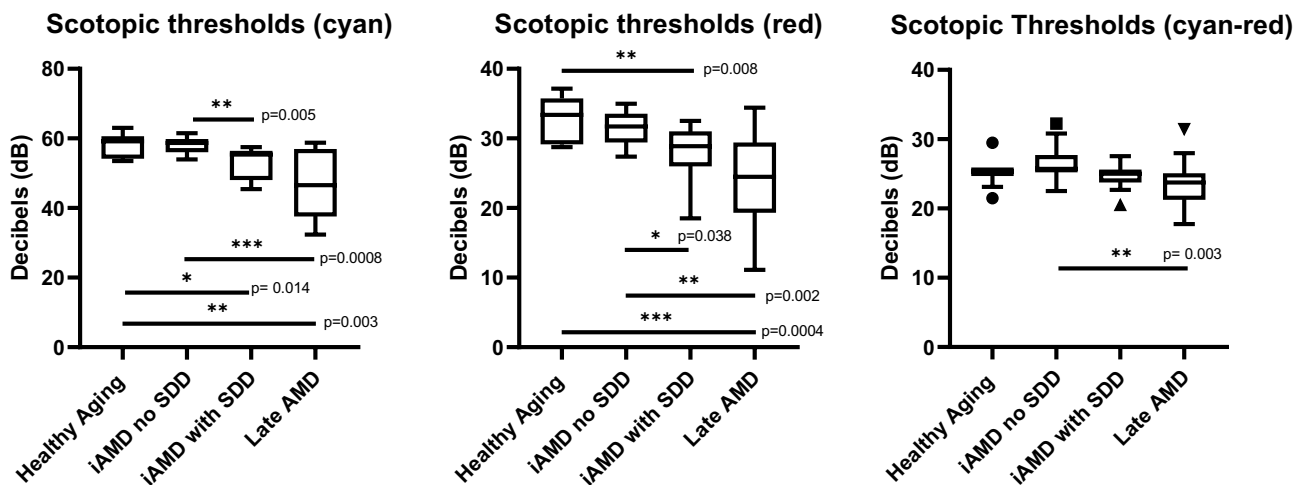 Scotopic thresholds (cyan)
80
60
40
20
0
Decibels (dB)
**
p=0.005
***
p=0.0008
*
p= 0.014
**
p=0.003
Healthy Aging
iAMD no SDD
iAMD with SDD
Late AMD
Scotopic thresholds (red)
40
30
20
10
0
Decibels (dB)
**
p=0.008
*
p=0.038
**
p=0.002
***
p=0.0004
Healthy Aging
iAMD no SDD
iAMD with SDD
Late AMD
Scotopic Thresholds (cyan-red)
40
30
20
10
0
Decibels (dB)
**
p= 0.003
Healthy Aging
iAMD no SDD
iAMD with SDD
Late AMD